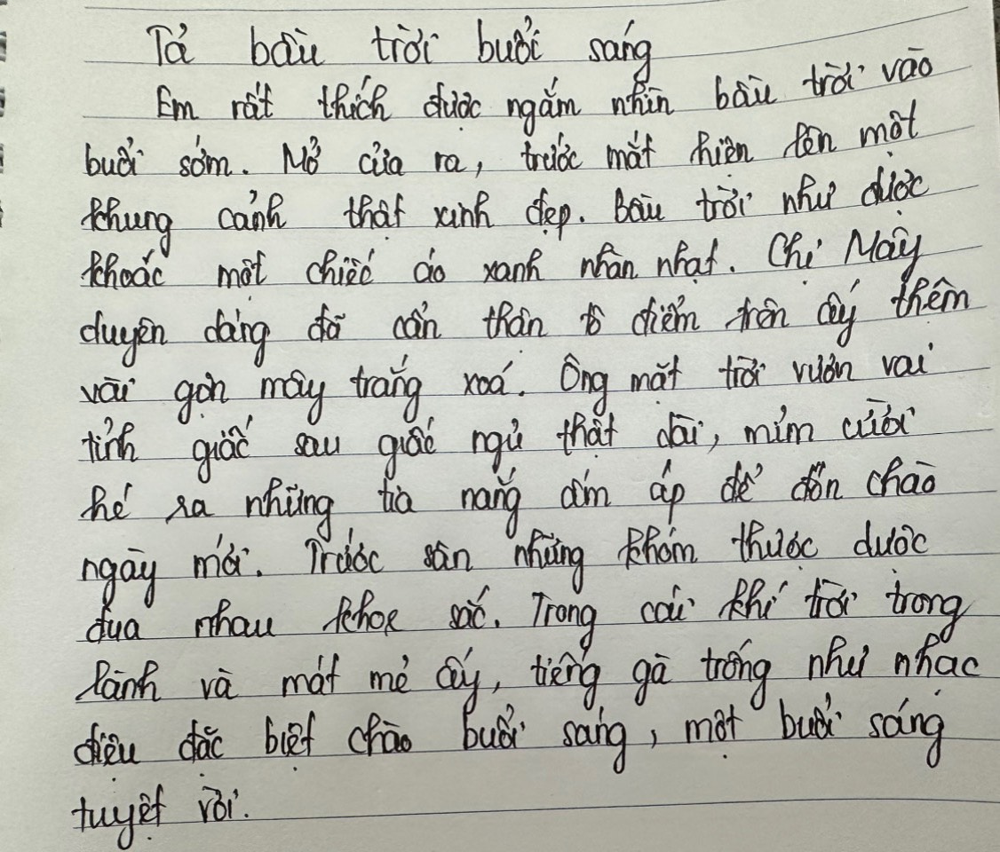 Tả bầu trời buổi sáng
Em rất thích được ngắm nhìn bầu trời vào
buổi sớm. Mở cửa ra, trước mắt hiện lên một
khung cảnh thật xinh đẹp. Bầu trời như được
khoác một chiếc áo xanh nhàn nhạt. Chị Mây
duyên dáng đã cẩn thận tô điểm trên ấy thêm
vài gợn mây trắng xoá. Ông mặt trời vươn vai
tỉnh giấc sau giấc ngủ thật dài, mỉm cười
hé ra những tia nắng ấm áp để đón chào
ngày mới. Trước sân những khóm thược dược
đua nhau khoe sắc. Trong cái khí trời trong
lành và mát mẻ ấy, tiếng gà trống như nhạc
điệu đặc biệt chào buổi sáng, một buổi sáng
tuyệt vời.